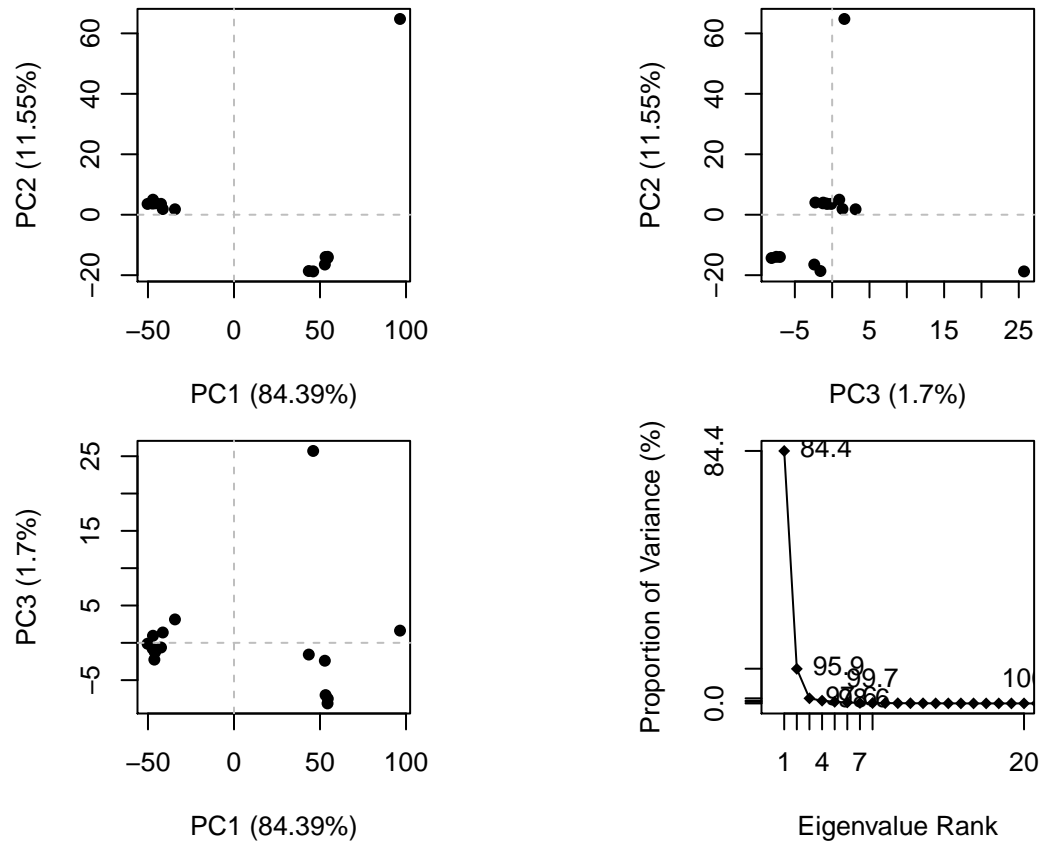 60
40
20
0
−20
PC2 (11.55%)
−50 0 50 100
PC1 (84.39%)
60
40
20
0
−20
PC2 (11.55%)
−5 5 15 25
PC3 (1.7%)
25
15
5
−5
PC3 (1.7%)
−50 0 50 100
PC1 (84.39%)
84.4
0.0
Proportion of Variance (%)
84.4
95.9
99.7
1 4 7 20
Eigenvalue Rank